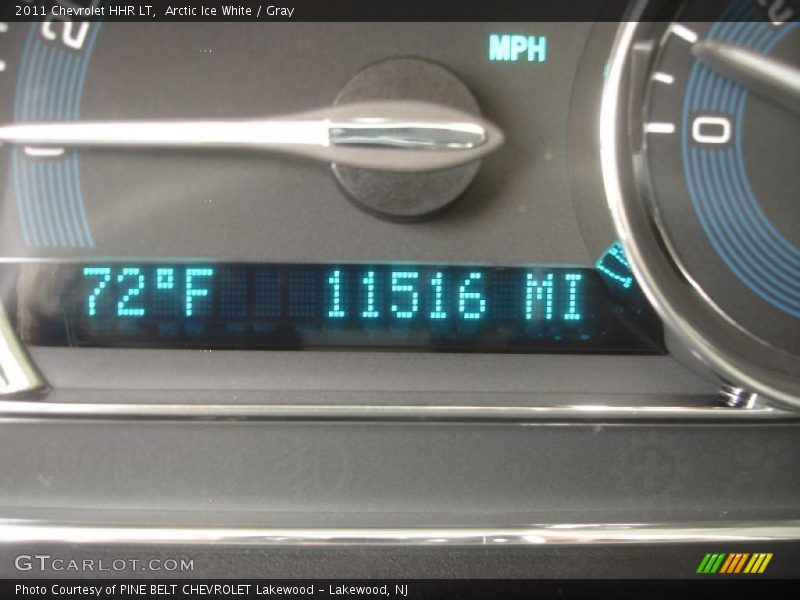 2011 Chevrolet HHR LT,  Arctic Ice White / Gray
MPH
0
72°F 11516 MI
GTCARLOT.COM
Photo Courtesy of PINE BELT CHEVROLET Lakewood - Lakewood, NJ